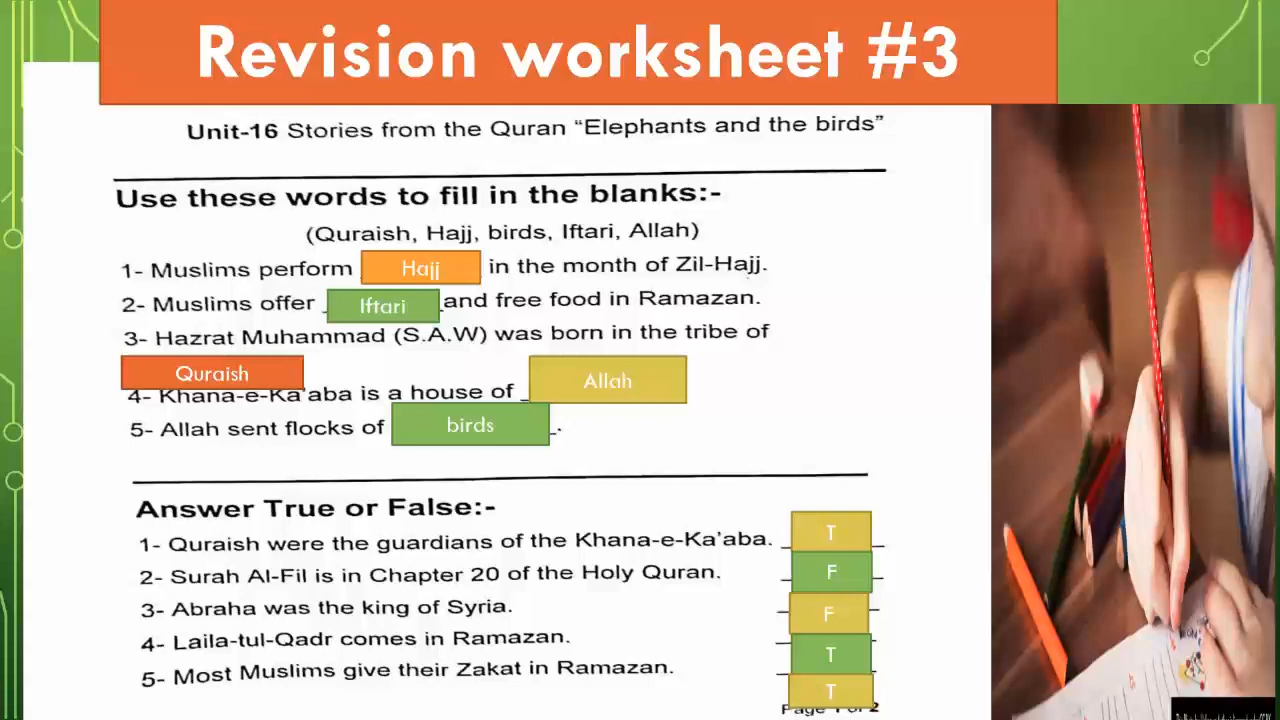 Revision worksheet #3
Unit-16 Stories from the Quran “Elephants and the birds”
Use these words to fill in the blanks:-
(Quraish, Hajj, birds, Iftari, Allah)
1- Muslims perform Hajj in the month of Zil-Hajj.
2- Muslims offer _ Iftari _ and free food in Ramazan.
3- Hazrat Muhammad (S.A.W) was born in the tribe of
Quraish
4- Khana-e-Ka’aba is a house of _ Allah
5- Allah sent flocks of birds _.
Answer True or False:-
1- Quraish were the guardians of the Khana-e-Ka’aba. _ T _
2- Surah Al-Fil is in Chapter 20 of the Holy Quran. _ F _
3- Abraha was the king of Syria. _ F _
4- Laila-tul-Qadr comes in Ramazan. _ T _
5- Most Muslims give their Zakat in Ramazan. _ T
Page 1 of 2